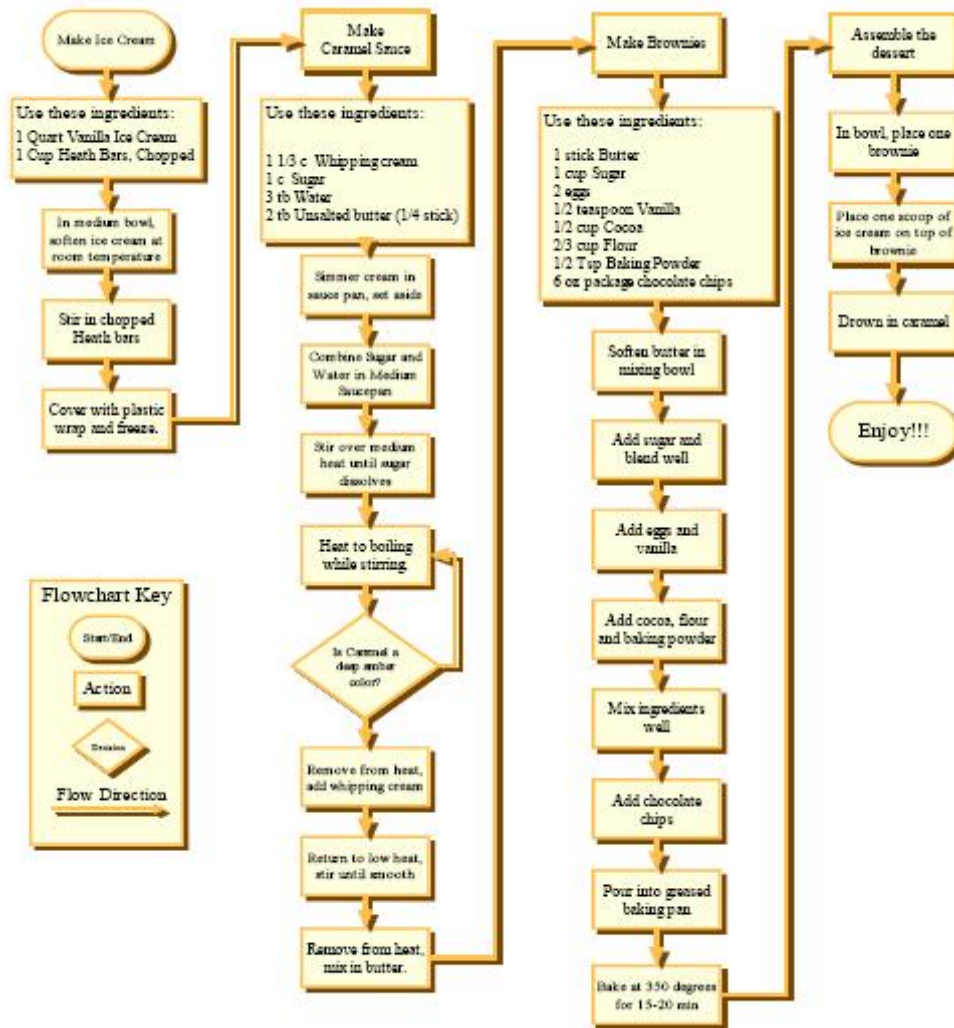 Make Ice Cream
Use these ingredients:
1 Quart Vanilla Ice Cream
1 Cup Heath Bars, Chopped
In medium bowl,
soften ice cream at
room temperature
Stir in chopped
Heath bars
Cover with plastic
wrap and freeze.
Make
Caramel Sauce
Use these ingredients:
1 1/3 c Whipping cream
1 c Sugar
3 tb Water
2 tb Unsalted butter (1/4 stick)
Simmer cream in
sauce pan, set aside
Combine Sugar and
Water in Medium
Saucepan
Stir over medium
heat until sugar
dissolves
Heat to boiling
while stirring.
Is Caramel a
deep amber
color?
Remove from heat,
add whipping cream
Return to low heat,
stir until smooth
Remove from heat,
mix in butter.
Make Brownies
Use these ingredients:
1 stick Butter
1 cup Sugar
2 eggs
1/2 teaspoon Vanilla
1/2 cup Cocoa
2/3 cup Flour
1/2 Tsp Baking Powder
6 oz package chocolate chips
Soften butter in
mixing bowl
Add sugar and
blend well
Add eggs and
vanilla
Add cocoa, flour
and baking powder
Mix ingredients
well
Add chocolate
chips
Pour into greased
baking pan
Bake at 350 degrees
for 15-20 min
Assemble the
dessert
In bowl, place one
brownie
Place one scoop of
ice cream on top of
brownie
Drown in caramel
Enjoy!!!
Flowchart Key
Start/End
Action
Decision
Flow Direction